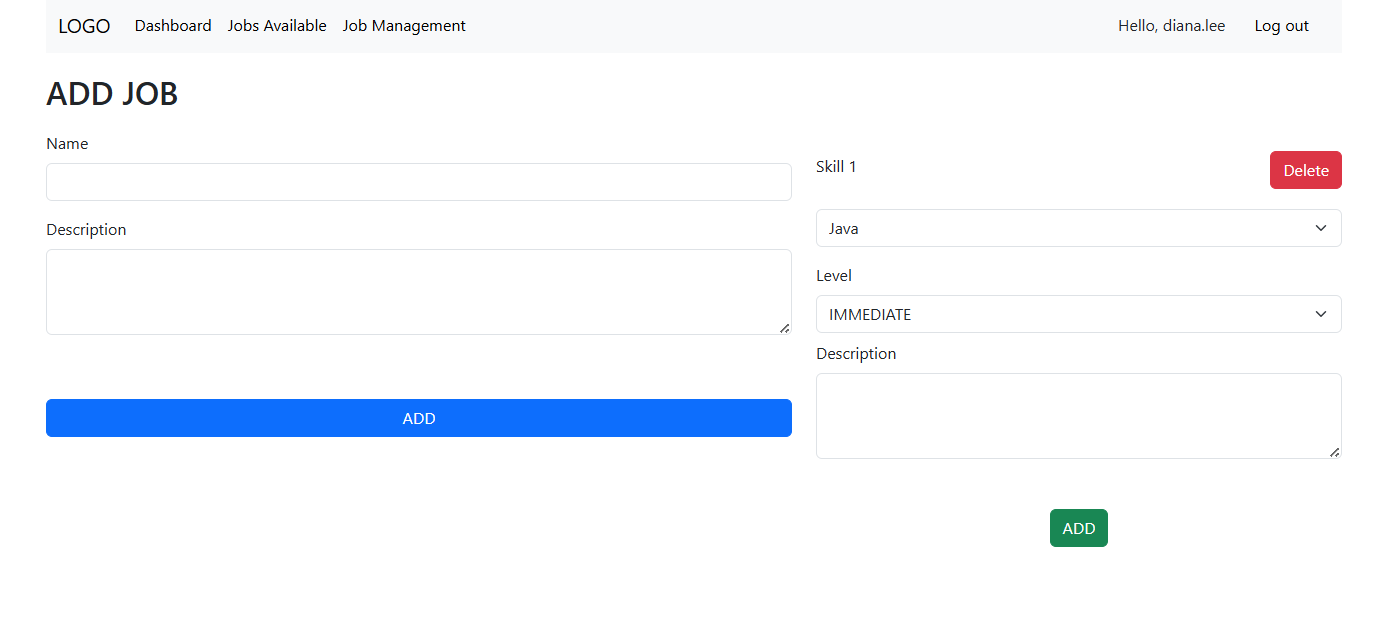 LOGO Dashboard Jobs Available Job Management Hello, diana.lee Log out
ADD JOB
Name
Description
ADD
Skill 1 Delete
Java
Level
IMMEDIATE
Description
ADD